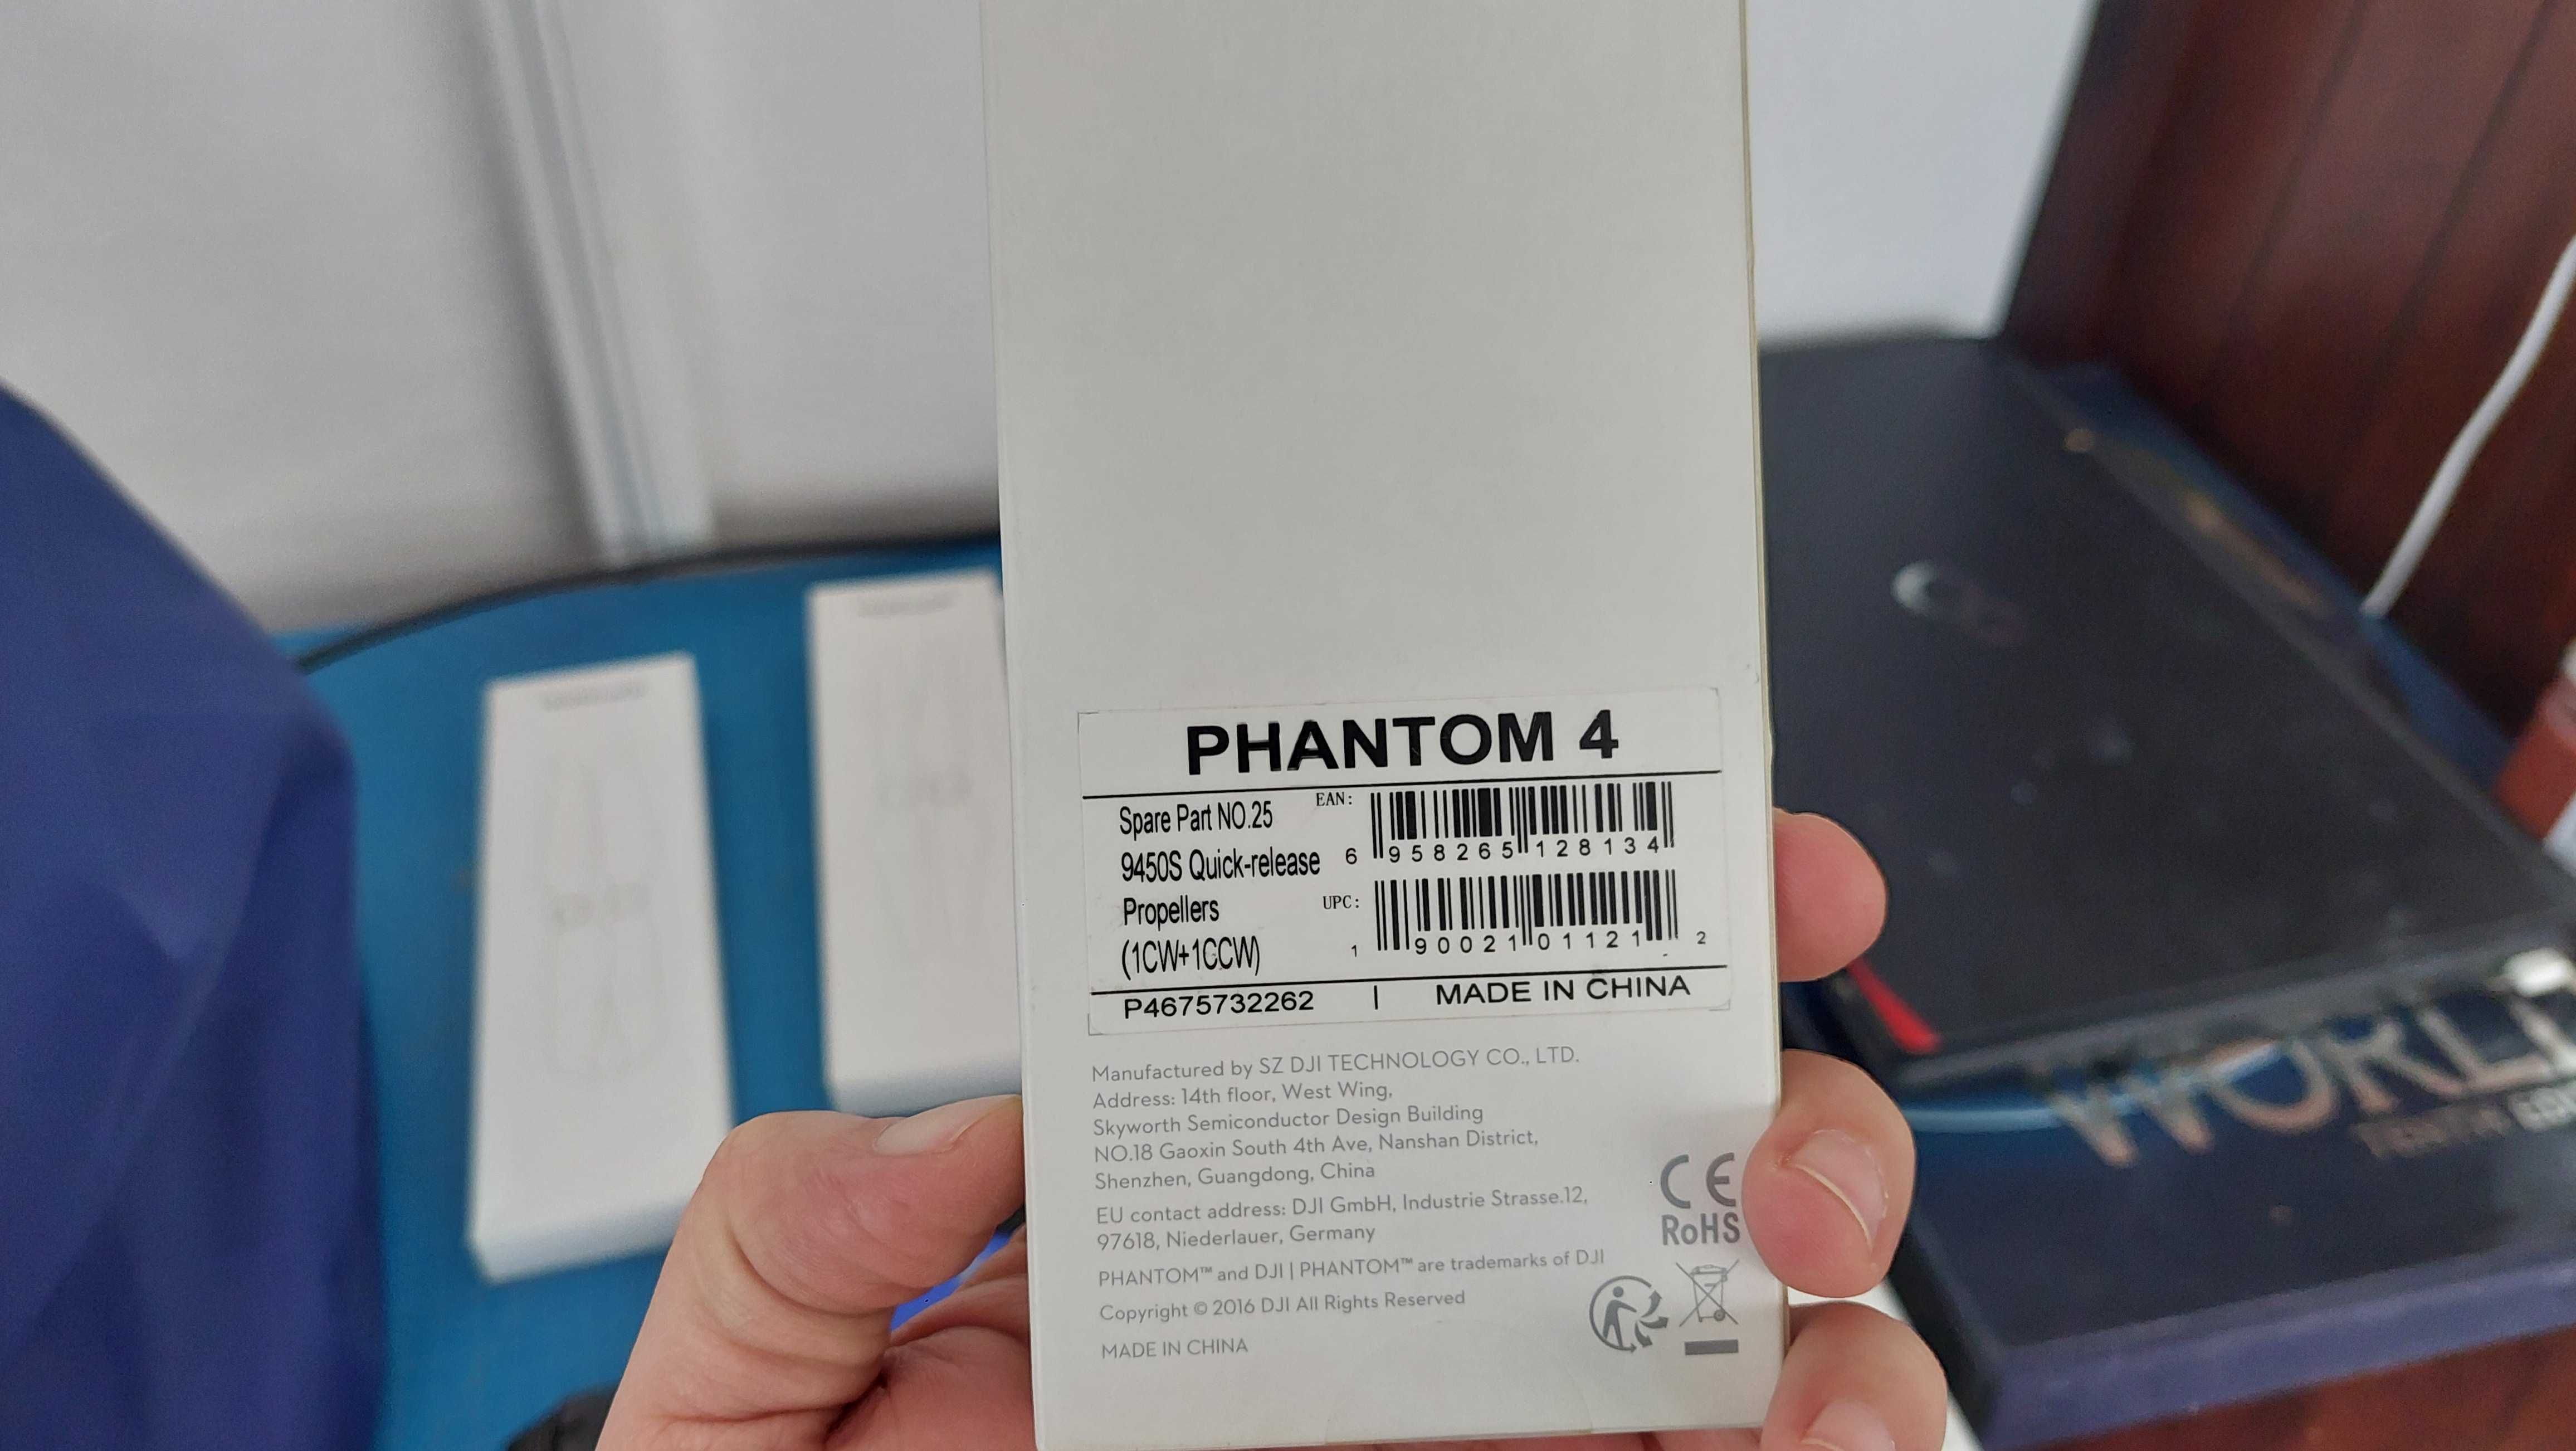 PHANTOM 4
Spare Part NO.25
9450S Quick-release
Propellers
(1CW+1CCW)
EAN:
6 958265 128134
UPC:
1 90021 01121 2
P4675732262 | MADE IN CHINA
Manufactured by SZ DJI TECHNOLOGY CO., LTD.
Address: 14th floor, West Wing,
Skyworth Semiconductor Design Building
NO.18 Gaoxin South 4th Ave, Nanshan District,
Shenzhen, Guangdong, China
EU contact address: DJI GmbH, Industrie Strasse.12,
97618, Niederlauer, Germany
PHANTOM™ and DJI | PHANTOM™ are trademarks of DJI
Copyright © 2016 DJI All Rights Reserved
MADE IN CHINA
CE
RoHS
WORLD